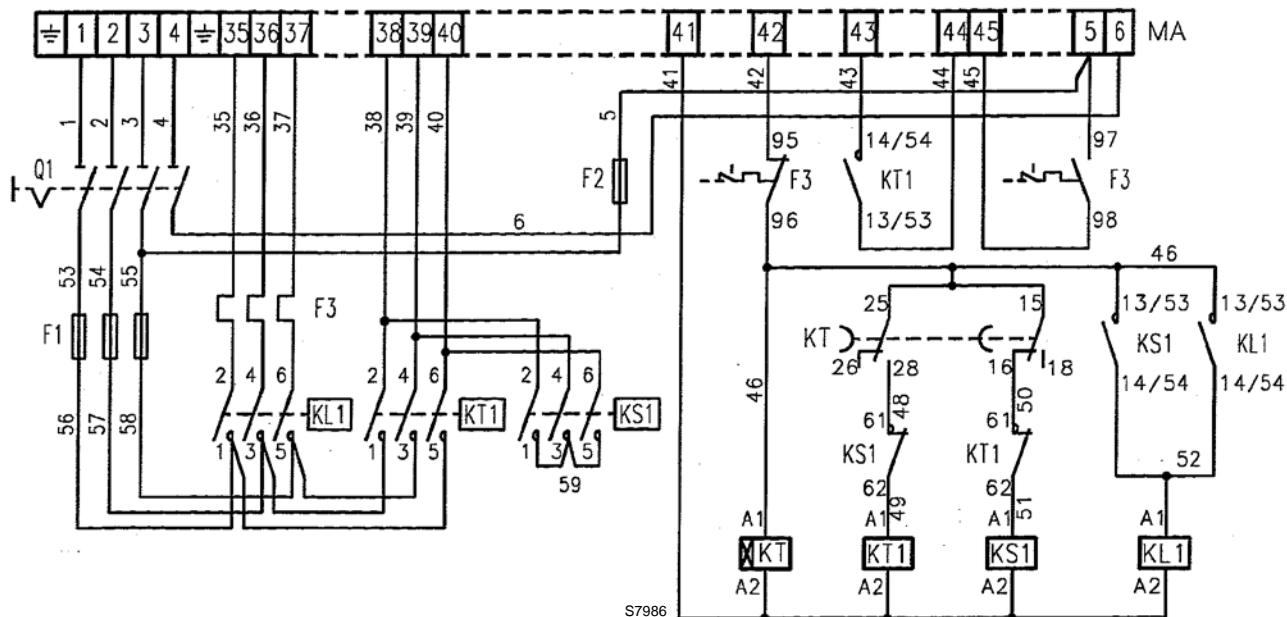 1 2 3 4 35 36 37 38 39 40 41 42 43 44 45 5 6 MA
1 2 3 4 35 36 37 38 39 40 5 41 42 43 44 45
Q1
F2
95 14/54 97
F3 KT1 F3
96 13/53 98
6
53 54 55
46
F1
F3
25 15 13/53 13/53
KT
KS1 KL1
26 28 16 18
14/54 14/54
2 4 6 2 4 6 2 4 6
46
48 50
56 57 58
KL1 KT1 KS1
61 61
1 3 5 1 3 5 1 3 5
KS1 KT1
52
59
62 62
49 51
A1 A1 A1 A1
KT KT1 KS1 KL1
A2 A2 A2 A2
S7986